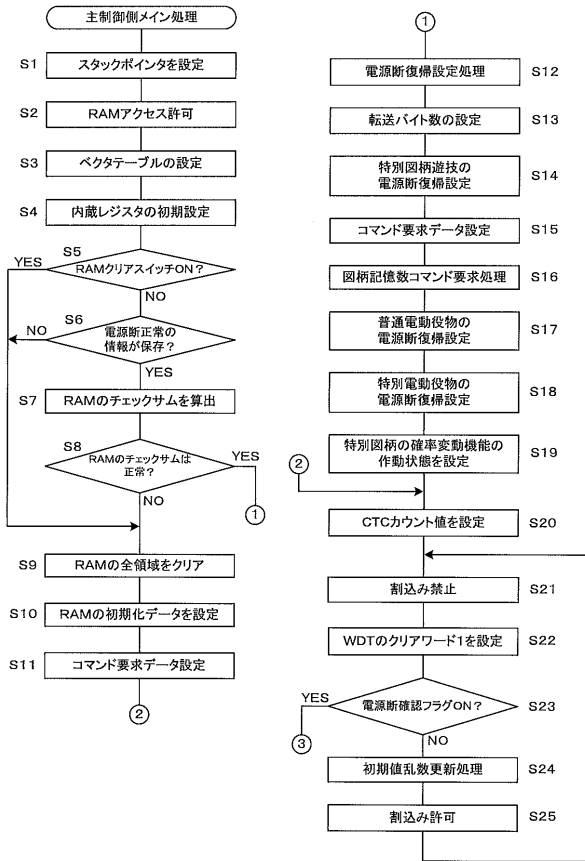 主制御側メイン処理
S1
スタックポインタを設定
S2
RAMアクセス許可
S3
ベクタテーブルの設定
S4
内蔵レジスタの初期設定
S5
YES
RAMクリアスイッチON?
NO
S6
NO
電源断正常の
情報が保存?
YES
S7
RAMのチェックサムを算出
S8
RAMのチェックサムは
正常?
YES
1
NO
S9
RAMの全領域をクリア
S10
RAMの初期化データを設定
S11
コマンド要求データ設定
2
1
電源断復帰設定処理
S12
転送バイト数の設定
S13
特別図柄遊技の
電源断復帰設定
S14
コマンド要求データ設定
S15
図柄記憶数コマンド要求処理
S16
普通電動役物の
電源断復帰設定
S17
特別電動役物の
電源断復帰設定
S18
特別図柄の確率変動機能の
作動状態を設定
S19
2
CTCカウント値を設定
S20
割込み禁止
S21
WDTのクリアワード1を設定
S22
YES
電源断確認フラグON?
S23
3
NO
初期値乱数更新処理
S24
割込み許可
S25